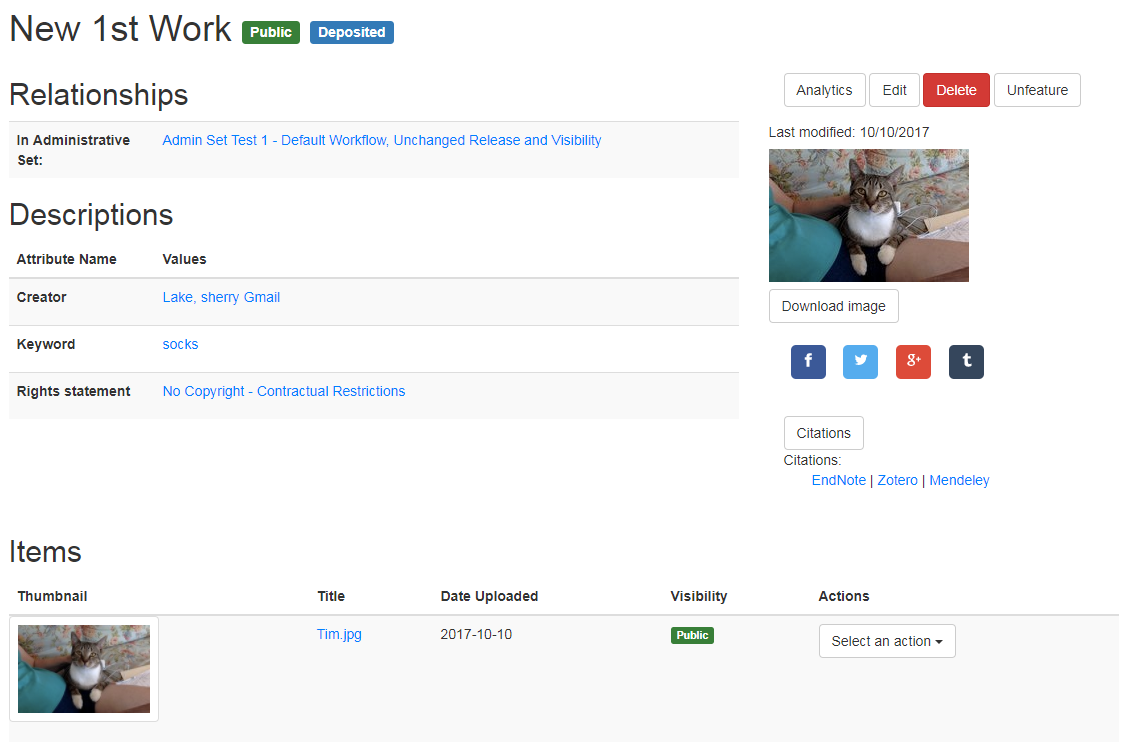 New 1st Work Public Deposited
Relationships
In Administrative Set: Admin Set Test 1 - Default Workflow, Unchanged Release and Visibility
Descriptions
Attribute Name Values
Creator Lake, sherry Gmail
Keyword socks
Rights statement No Copyright - Contractual Restrictions
Analytics Edit Delete Unfeature
Last modified: 10/10/2017
Download image
f g+ t
Citations
Citations:
EndNote | Zotero | Mendeley
Items
Thumbnail Title Date Uploaded Visibility Actions
Tim.jpg 2017-10-10 Public Select an action